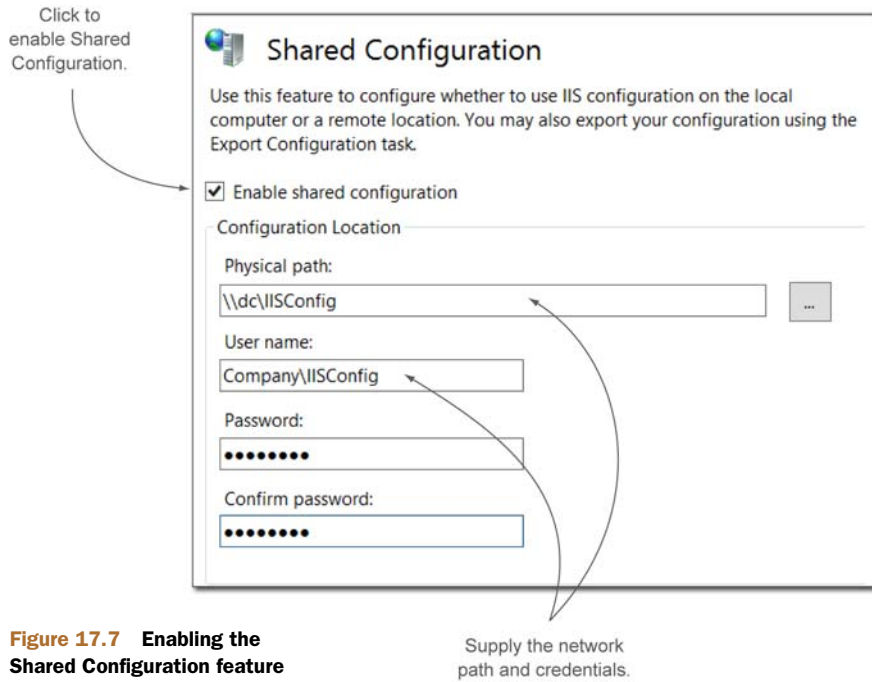 Click to
enable Shared
Configuration.
Shared Configuration
Use this feature to configure whether to use IIS configuration on the local
computer or a remote location. You may also export your configuration using the
Export Configuration task.
Enable shared configuration
Configuration Location
Physical path:
\\dc\IISConfig
...
User name:
Company\IISConfig
Password:
●●●●●●●●
Confirm password:
●●●●●●●●
Figure 17.7 Enabling the
Shared Configuration feature
Supply the network
path and credentials.